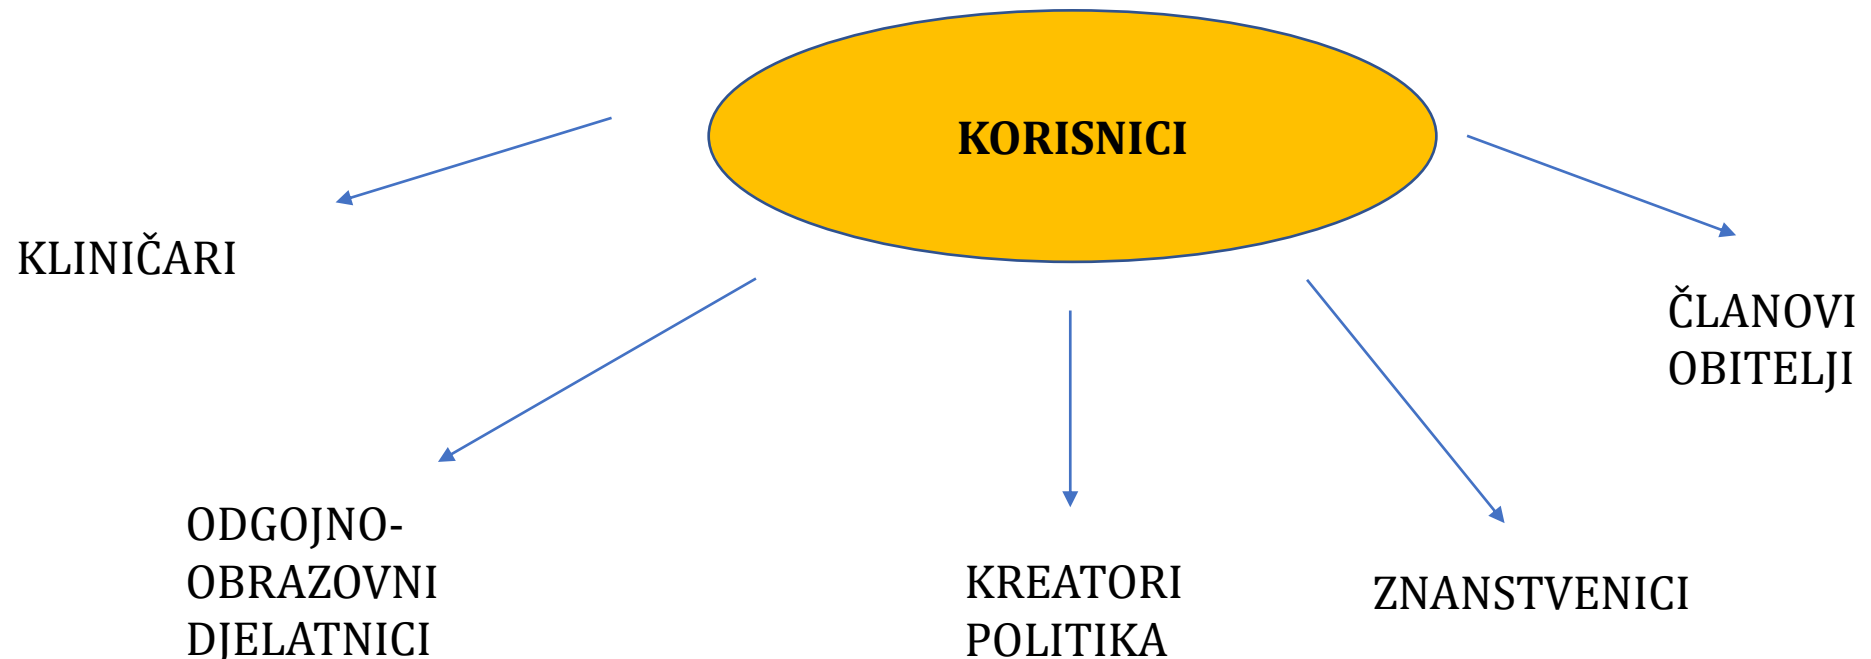 KORISNICI
KLINIČARI
ČLANOVI
OBITELJI
ODGOJNO-
OBRAZOVNI
DJELATNICI
KREATORI
POLITIKA
ZNANSTVENICI